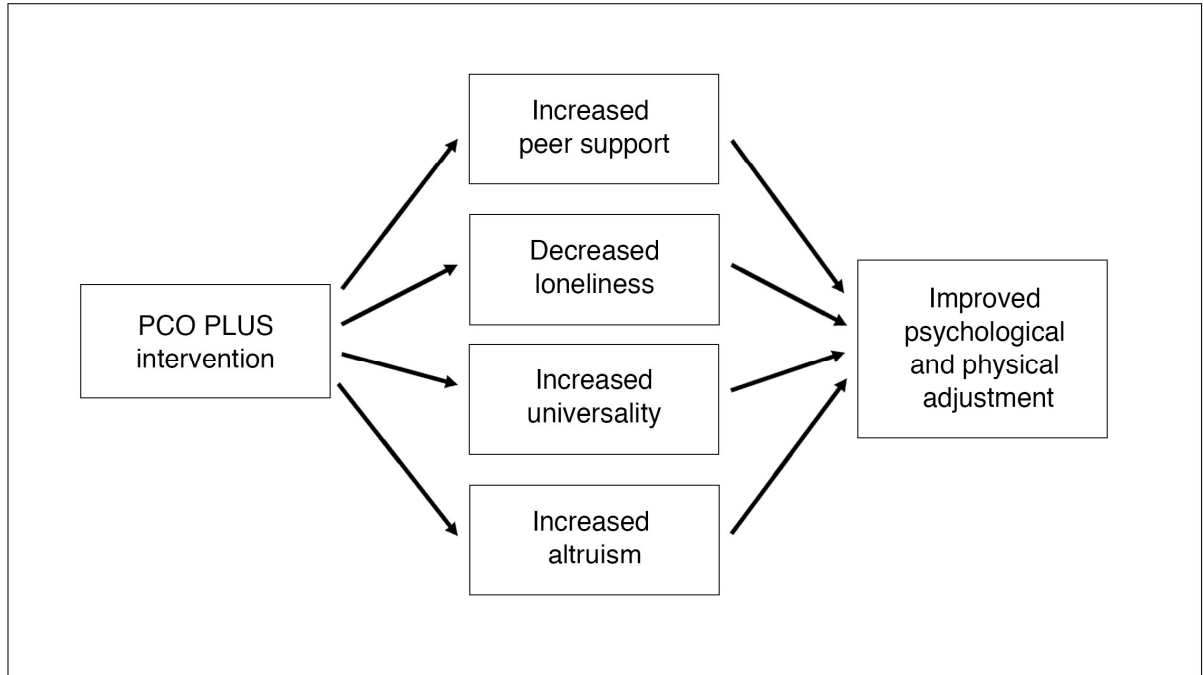 Increased
peer support
Decreased
loneliness
PCO PLUS
intervention
Increased
universality
Increased
altruism
Improved
psychological
and physical
adjustment